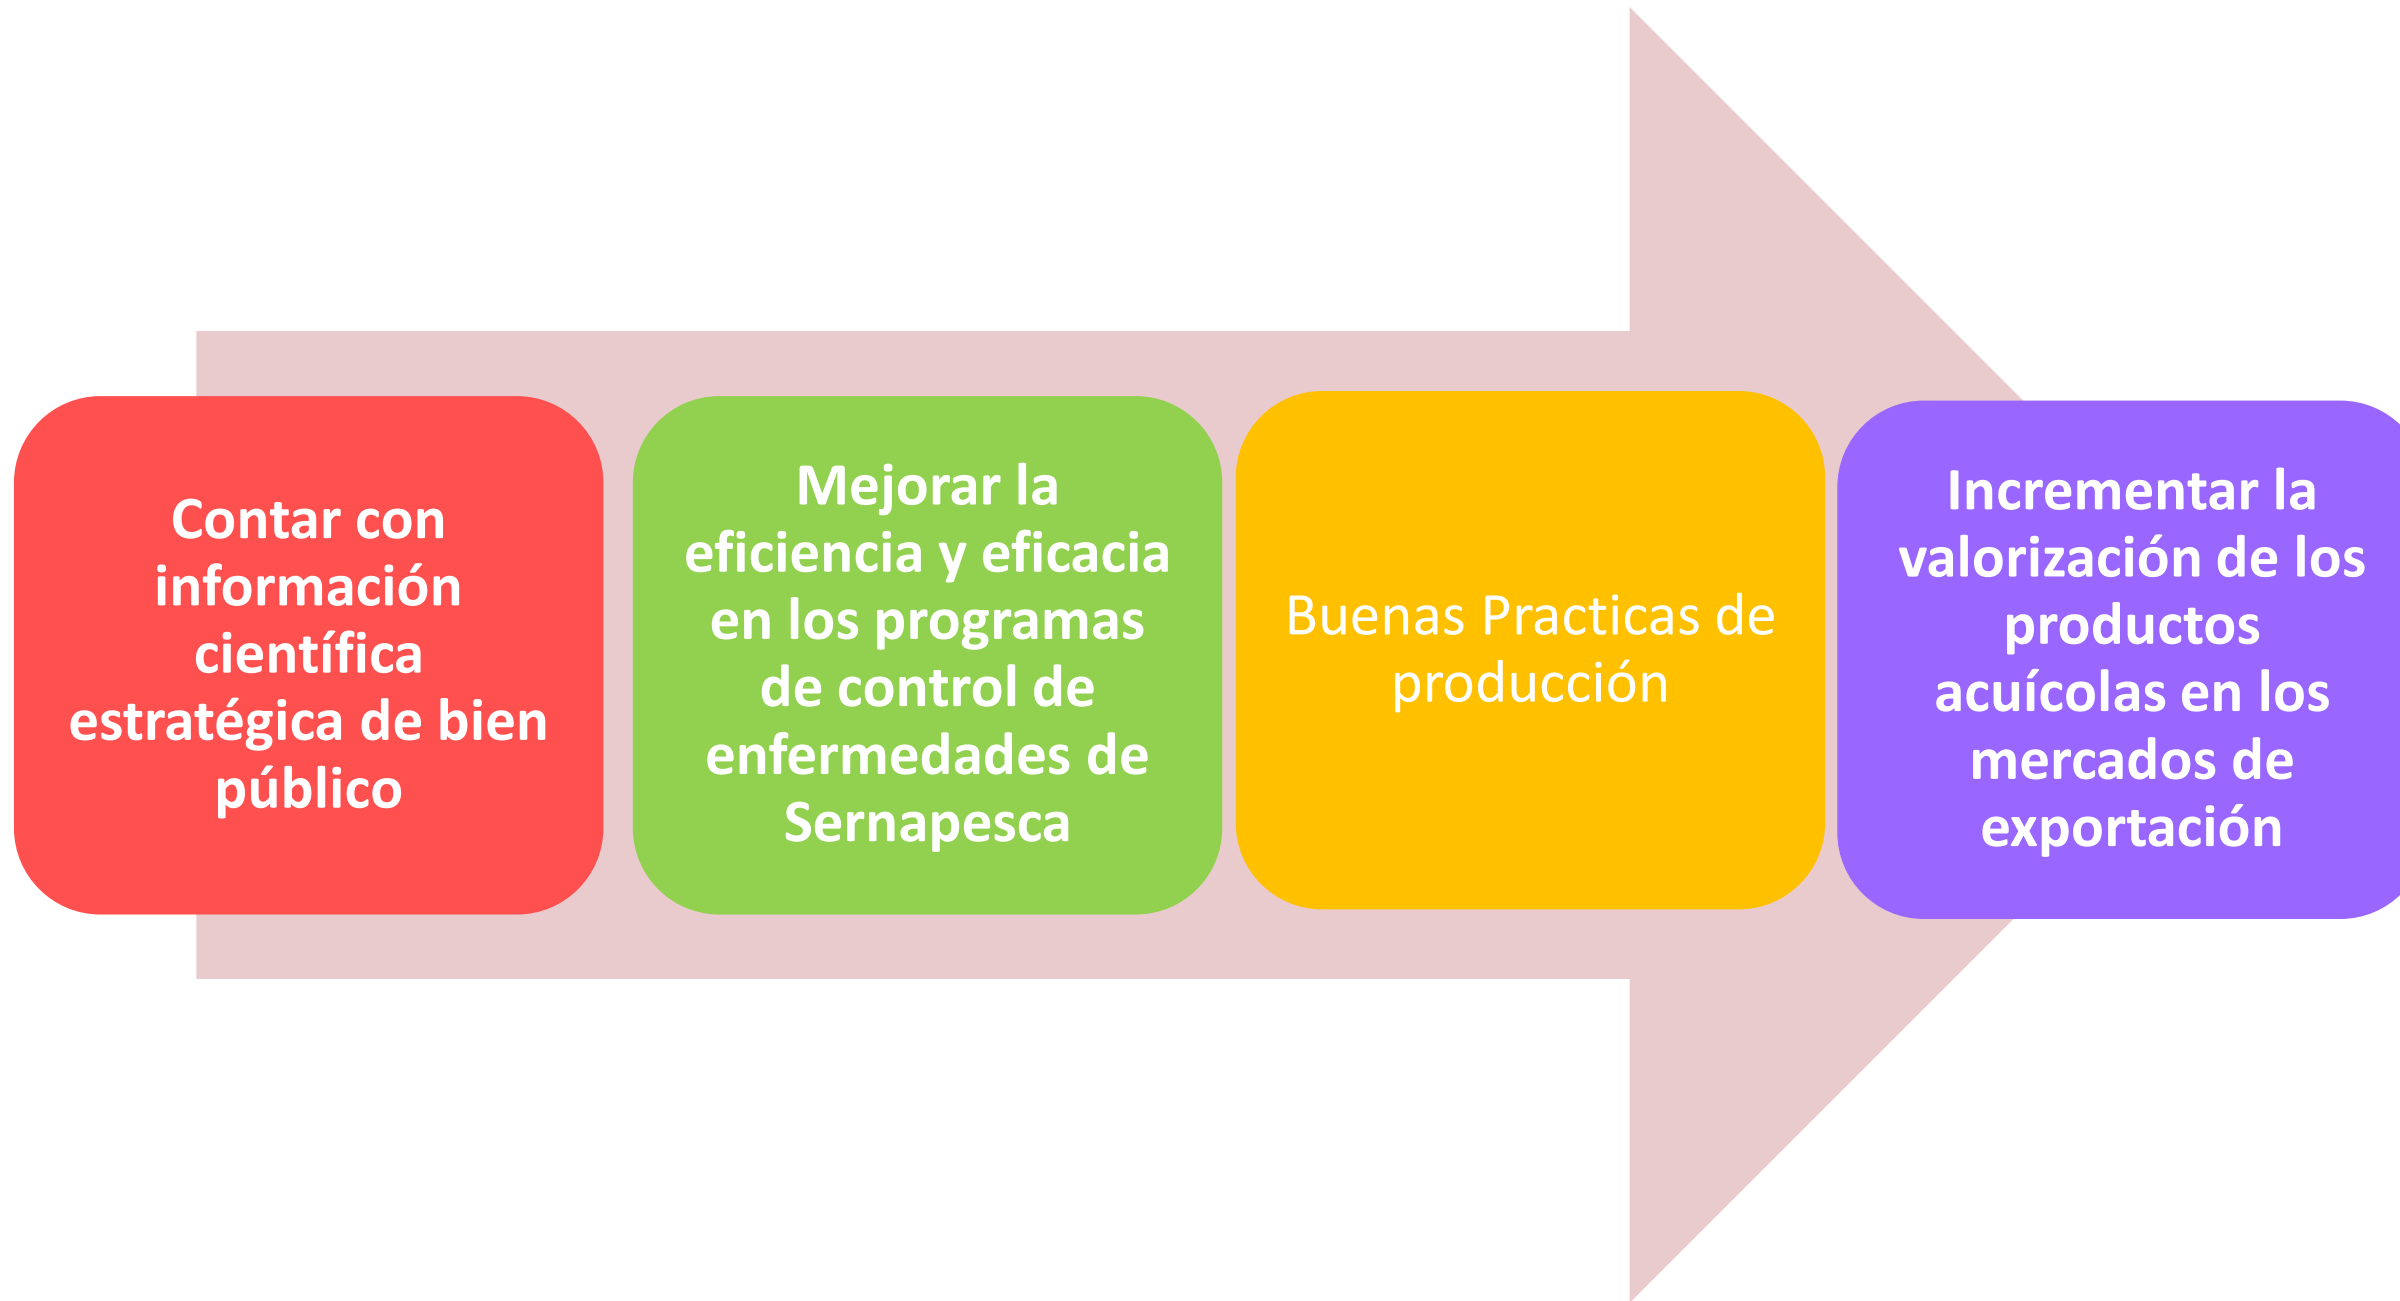 Contar con
información
científica
estratégica de bien
público
Mejorar la
eficiencia y eficacia
en los programas
de control de
enfermedades de
Sernapesca
Buenas Practicas de
producción
Incrementar la
valorización de los
productos
acuícolas en los
mercados de
exportación